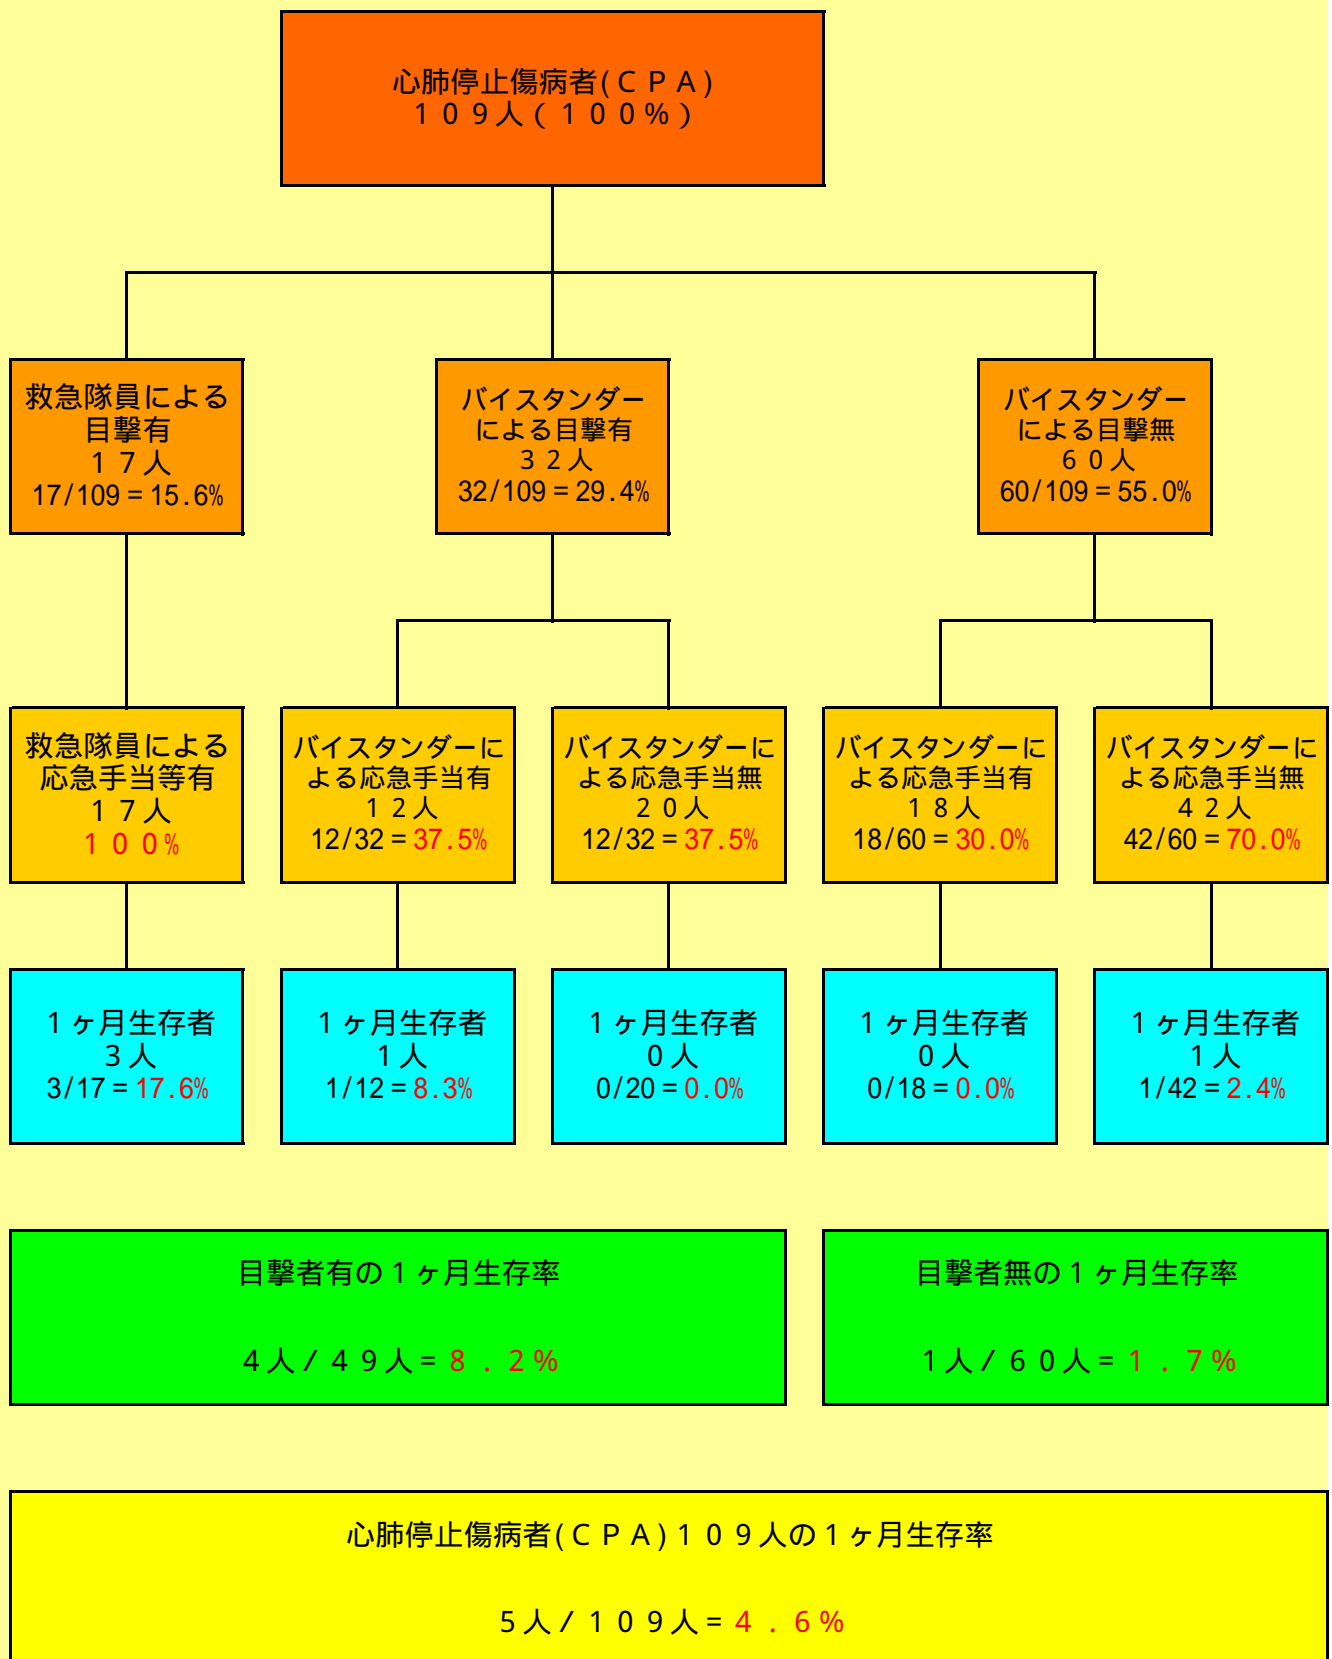 心肺停止傷病者(ＣＰＡ)
１０９人（１００％）
救急隊員による
目撃有
１７人
17/109＝15.6%
バイスタンダー
による目撃有
３２人
32/109＝29.4%
バイスタンダー
による目撃無
６０人
60/109＝55.0%
救急隊員による
応急手当等有
１７人
１００%
バイスタンダーに
よる応急手当有
１２人
12/32＝37.5%
バイスタンダーに
よる応急手当無
２０人
12/32＝37.5%
バイスタンダーに
よる応急手当有
１８人
18/60＝30.0%
バイスタンダーに
よる応急手当無
４２人
42/60＝70.0%
１ヶ月生存者
３人
3/17＝17.6%
１ヶ月生存者
１人
1/12＝8.3%
１ヶ月生存者
０人
0/20＝0.0%
１ヶ月生存者
０人
0/18＝0.0%
１ヶ月生存者
１人
1/42＝2.4%
目撃者有の１ヶ月生存率
４人／４９人＝８．２％
目撃者無の１ヶ月生存率
１人／６０人＝１．７％
心肺停止傷病者(ＣＰＡ)１０９人の１ヶ月生存率
５人／１０９人＝４．６％